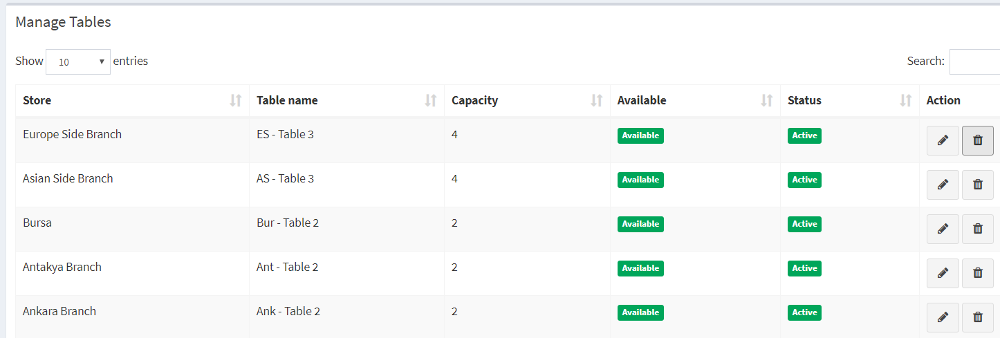 Manage Tables
Show 10 entries Search:
Store Table name Capacity Available Status Action
Europe Side Branch ES - Table 3 4 Available Active
Asian Side Branch AS - Table 3 4 Available Active
Bursa Bur - Table 2 2 Available Active
Antakya Branch Ant - Table 2 2 Available Active
Ankara Branch Ank - Table 2 2 Available Active